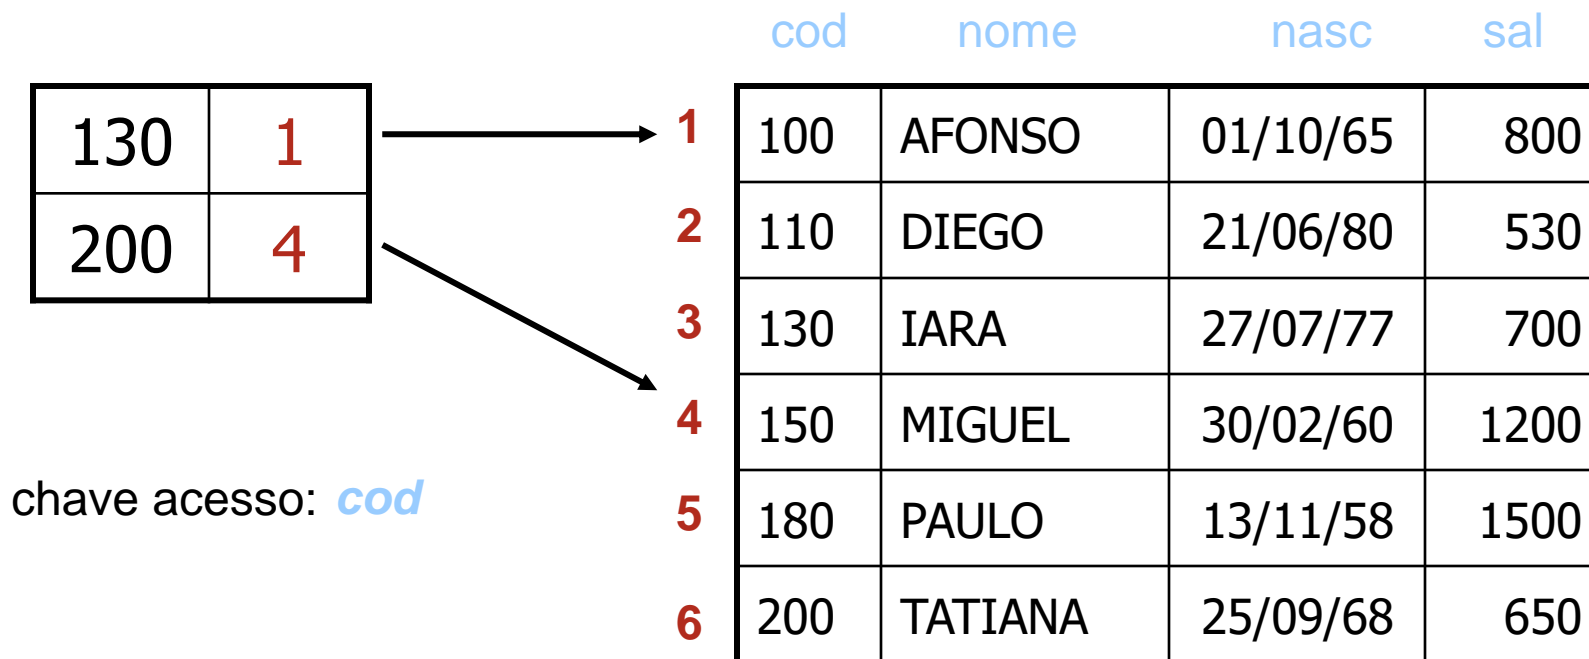 cod nome nasc sal
130 1
200 4
1 100 AFONSO 01/10/65 800
2 110 DIEGO 21/06/80 530
3 130 IARA 27/07/77 700
4 150 MIGUEL 30/02/60 1200
5 180 PAULO 13/11/58 1500
6 200 TATIANA 25/09/68 650
chave acesso: cod